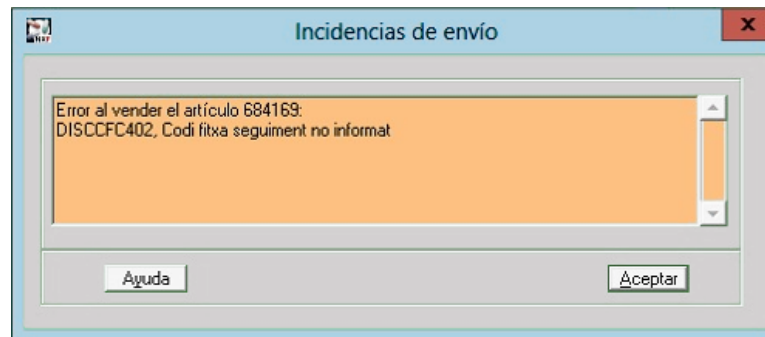 Incidencias de envío
x
Error al vender el artículo 684169:
DISCCFC402, Codi fitxa seguiment no informat
Ayuda
Aceptar